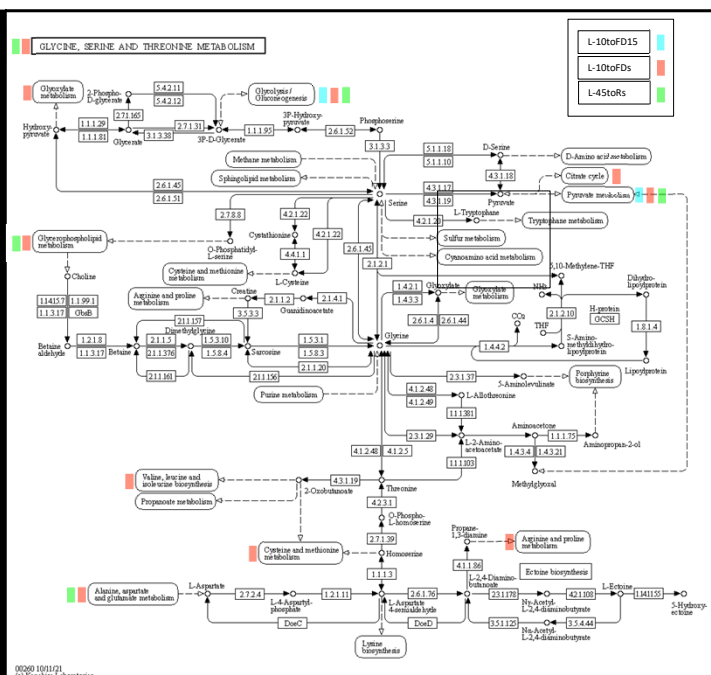 GLYCINE, SERINE AND THREONINE METABOLISM
L-10toFD15
L-10toFDs
L-45toRs
Glyoxylate
metabolism
2-Phospho-
D-glycerate
5.4.2.11
5.4.2.12
Glycolysis /
Gluconeogenesis
Hydroxy-
pyruvate
1.1.1.29
1.1.1.81
Glycerate
2.7.1.165
2.7.1.31
3.1.3.38
3P-D-Glycerate
1.1.1.95
3P-Hydroxy-
pyruvate
2.6.1.52
Phosphoserine
3.1.3.3
Methane metabolism
Sphingolipid metabolism
5.1.1.18
5.1.1.10
D-Serine
4.3.1.18
D-Amino acid metabolism
Citrate cycle
2.6.1.45
2.6.1.51
Serine
4.3.1.17
4.3.1.19
Pyruvate
Pyruvate metabolism
2.7.8.8
4.2.1.22
Cystathionine
4.2.1.22
4.2.1.20
L-Tryptophane
Tryptophane metabolism
Glycerophospholipid
metabolism
O-Phosphatidyl-
L-serine
4.4.1.1
2.6.1.45
Sulfur metabolism
Cyanoamino acid metabolism
Choline
Cysteine and methionine
metabolism
L-Cysteine
2.1.2.1
5,10-Methylene-THF
Arginine and proline
metabolism
Creatine
2.1.1.2
2.1.4.1
Guanidinoacetate
1.4.2.1
1.4.3.3
Glyoxylate
Glyoxylate
metabolism
NH₂
Dihydro-
lipoylprotein
1.14.15.7
1.1.99.1
1.1.3.17
GbsB
3.5.3.3
2.6.1.4
2.6.1.44
CO₂
THF
2.1.2.10
H-protein
GCSH
1.8.1.4
Betaine
aldehyde
1.2.1.8
1.1.3.17
Betaine
2.1.1.157
Dimethylglycine
2.1.1.5
2.1.1.376
1.5.3.10
1.5.8.4
Sarcosine
1.5.3.1
1.5.8.3
2.1.1.20
Glycine
1.4.4.2
S-Amino-
methyldihydro-
lipoylprotein
Lipoylprotein
2.1.1.161
2.1.1.156
Purine metabolism
2.3.1.37
5-Aminolevulinate
Porphyrine
biosynthesis
4.1.2.48
4.1.2.49
L-Allothreonine
1.1.1.381
2.3.1.29
L-2-Amino-
acetoacetate
Aminoacetone
1.1.1.75
Aminopropan-2-ol
4.1.2.48
4.1.2.5
1.1.1.103
1.4.3.4
1.4.3.21
Methylglyoxal
Valine, leucine and
isoleucine biosynthesis
Propanoate metabolism
2-Oxobutanoate
4.3.1.19
Threonine
4.2.3.1
O-Phospho-
L-homoserine
2.7.1.39
Cysteine and methionine
metabolism
Homoserine
Propane-
1,3-diamine
Arginine and proline
metabolism
4.1.1.86
Ectoine biosynthesis
1.1.1.3
Alanine, aspartate
and glutamate metabolism
L-Aspartate
2.7.2.4
L-4-Aspartyl-
phosphate
1.2.1.11
L-Aspartate
4-semialdehyde
2.6.1.76
L-2,4-Diamino-
butanoate
2.3.1.178
Nγ-Acetyl-
L-2,4-diaminobutyrate
4.2.1.108
L-Ectoine
1.14.11.55
5-Hydroxy-
ectoine
DoeC
DoeD
3.5.1.125
Nα-Acetyl-
L-2,4-diaminobutyrate
3.5.4.44
Lysine
biosynthesis
00260 10/11/21